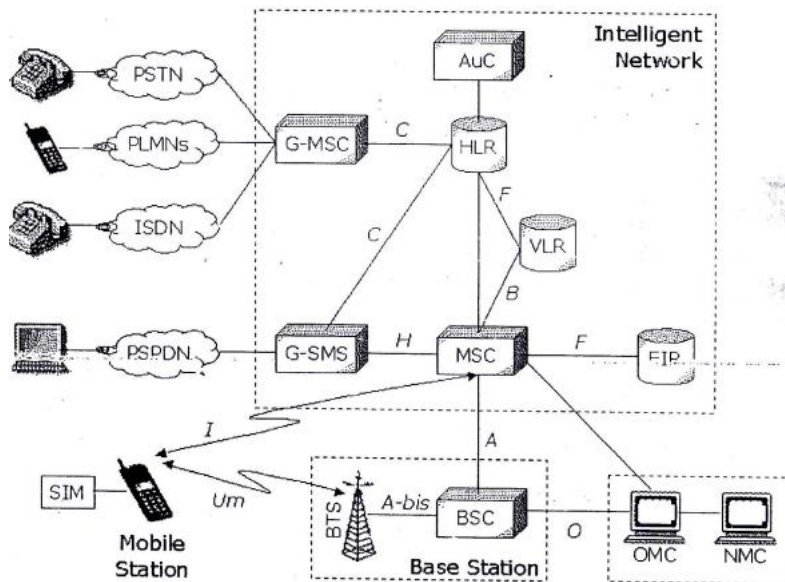 Intelligent
Network
AuC
PSTN
PLMNs
G-MSC
C
HLR
F
ISDN
C
VLR
B
PSPDN
G-SMS
H
MSC
F
EIR
I
A
SIM
Um
BTS
A-bis
BSC
O
OMC
NMC
Mobile
Station
Base Station